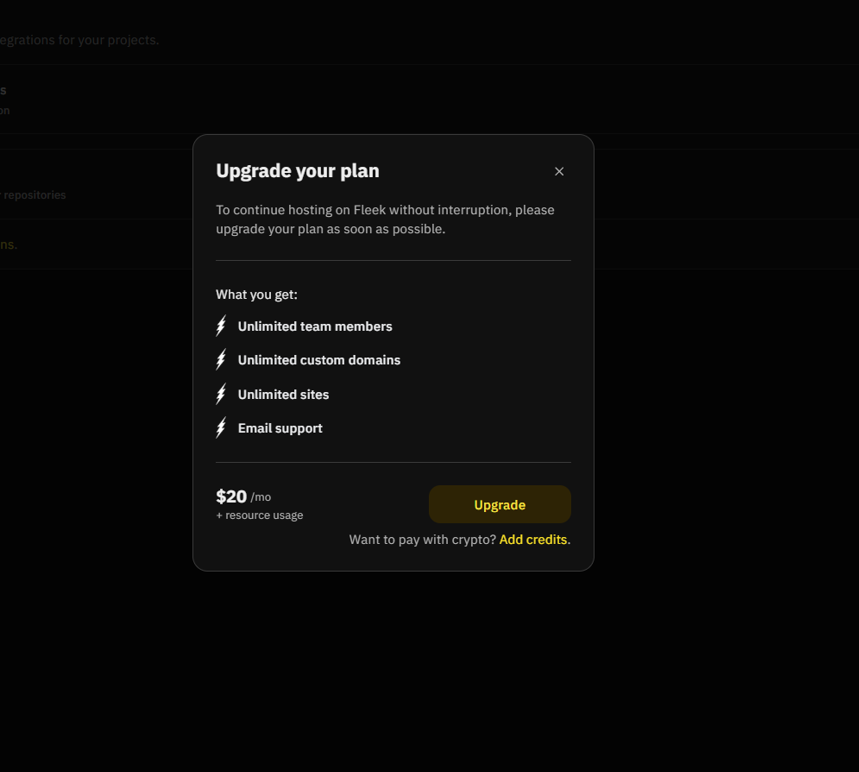 egrations for your projects.
s
on
repositories
ns.
Upgrade your plan
To continue hosting on Fleek without interruption, please
upgrade your plan as soon as possible.
What you get:
Unlimited team members
Unlimited custom domains
Unlimited sites
Email support
$20 /mo
+ resource usage
Upgrade
Want to pay with crypto? Add credits.